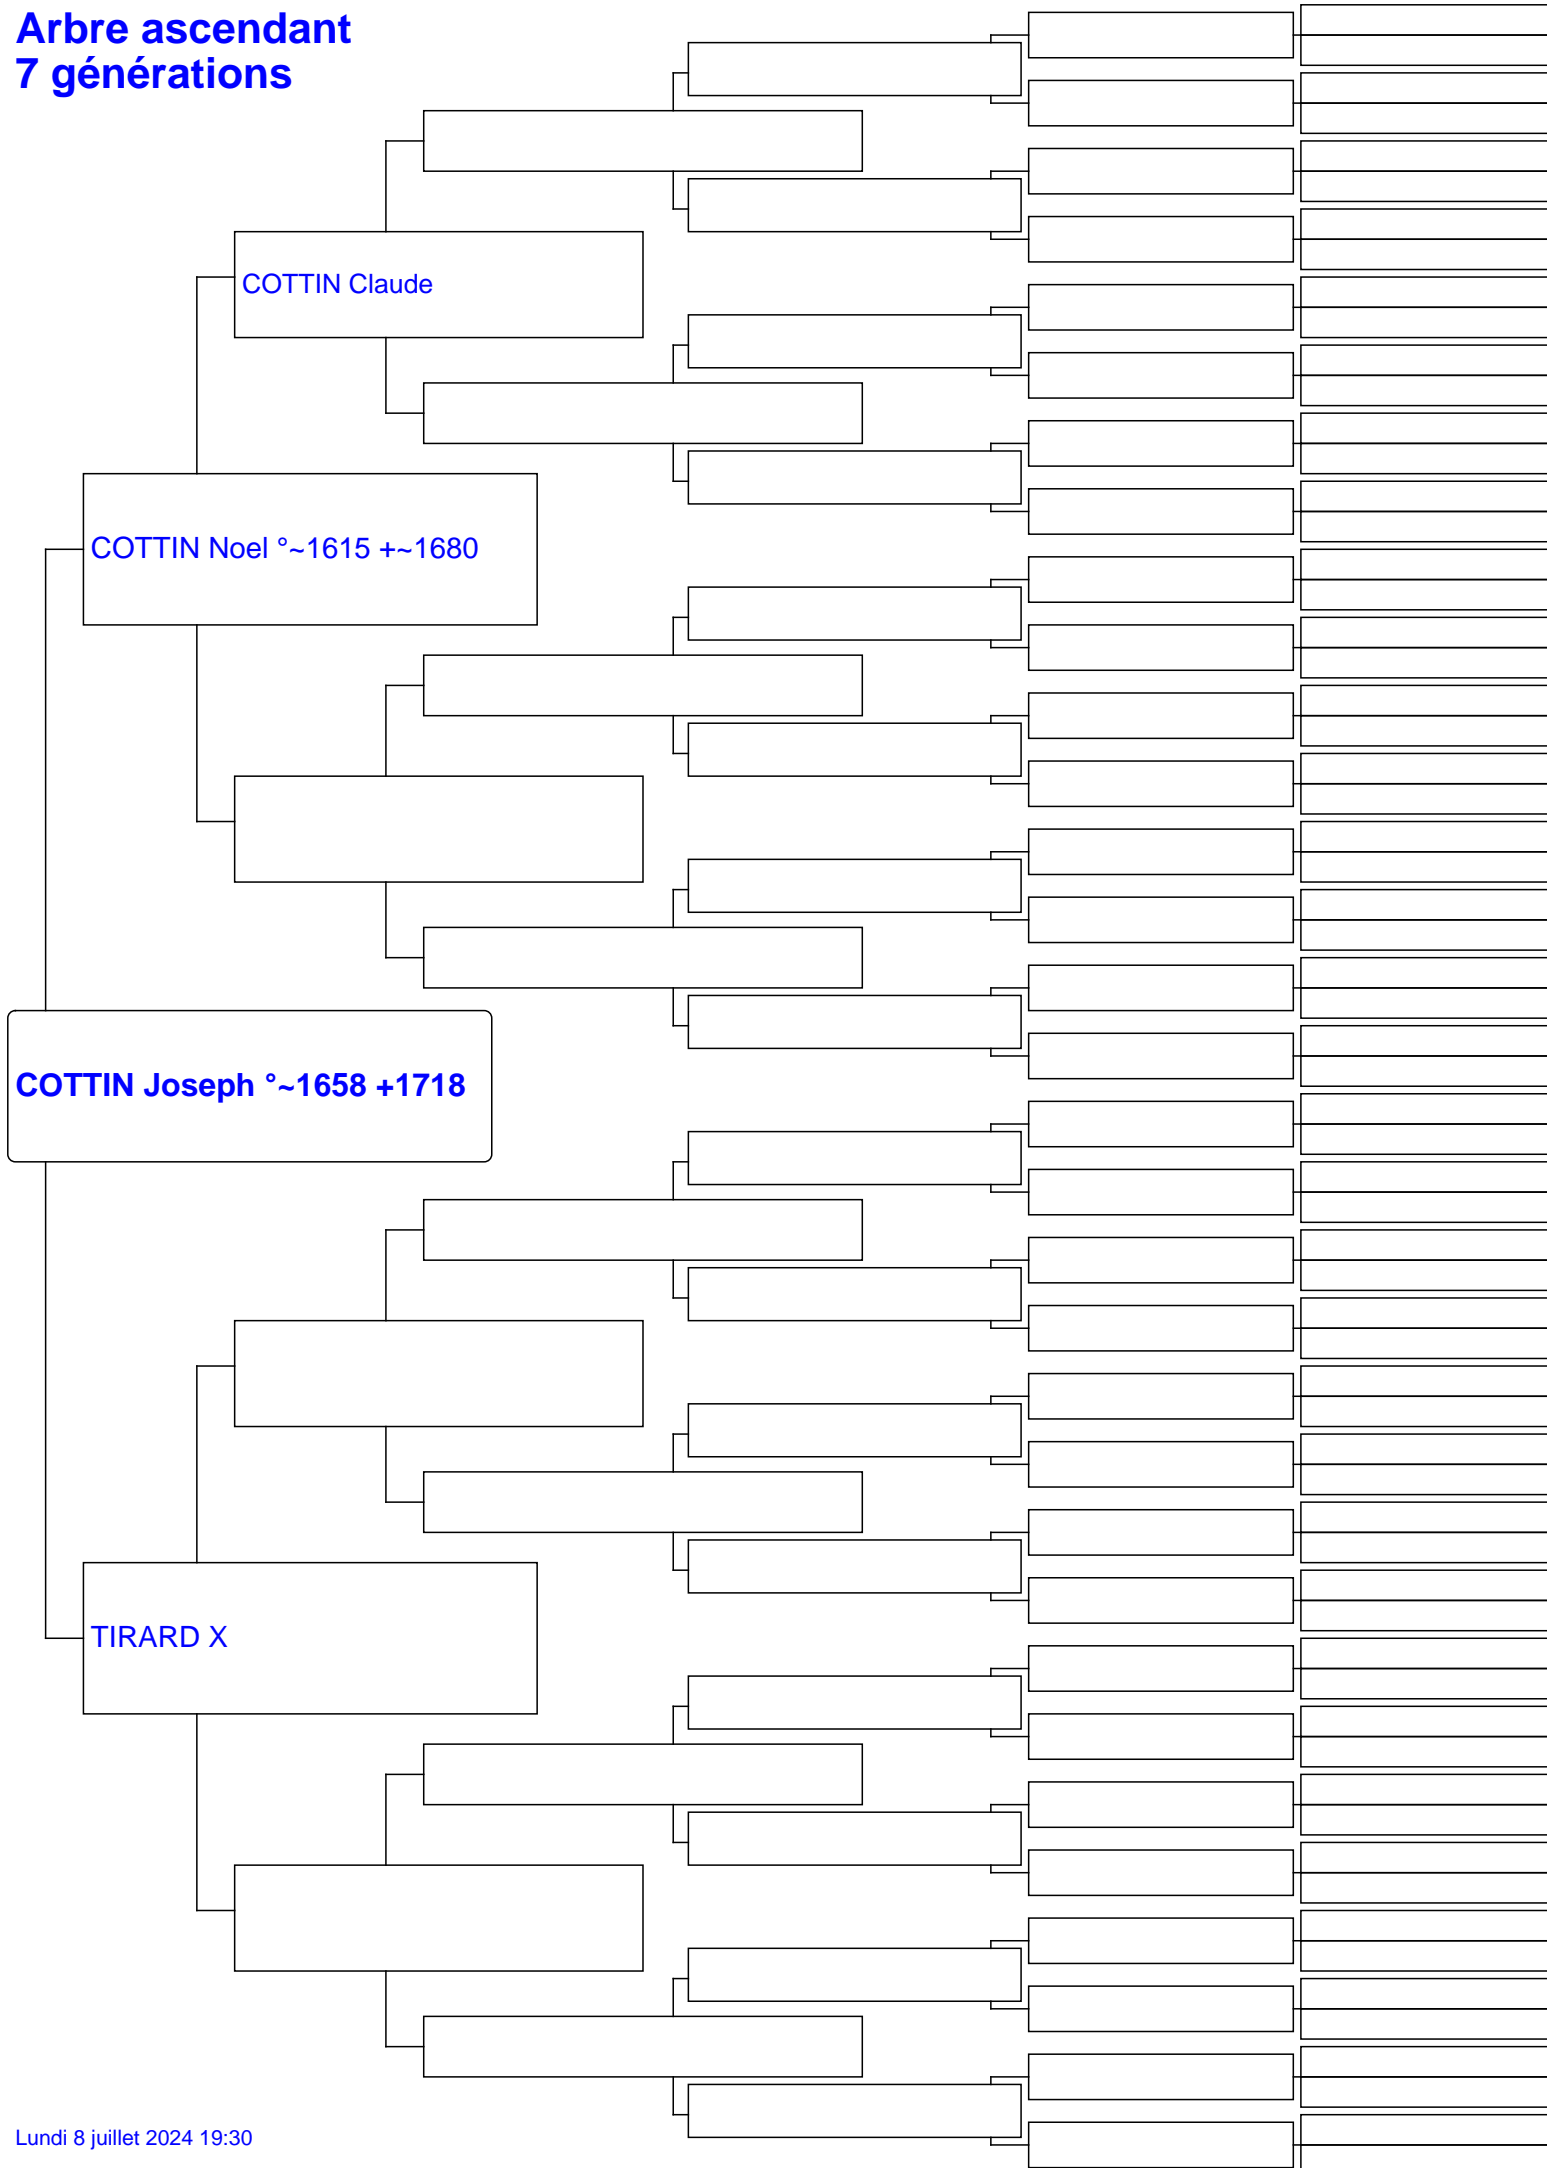 Arbre ascendant
7 générations
COTTIN Claude
COTTIN Noel °~1615 +~1680
COTTIN Joseph °~1658 +1718
TIRARD X
Lundi 8 juillet 2024 19:30